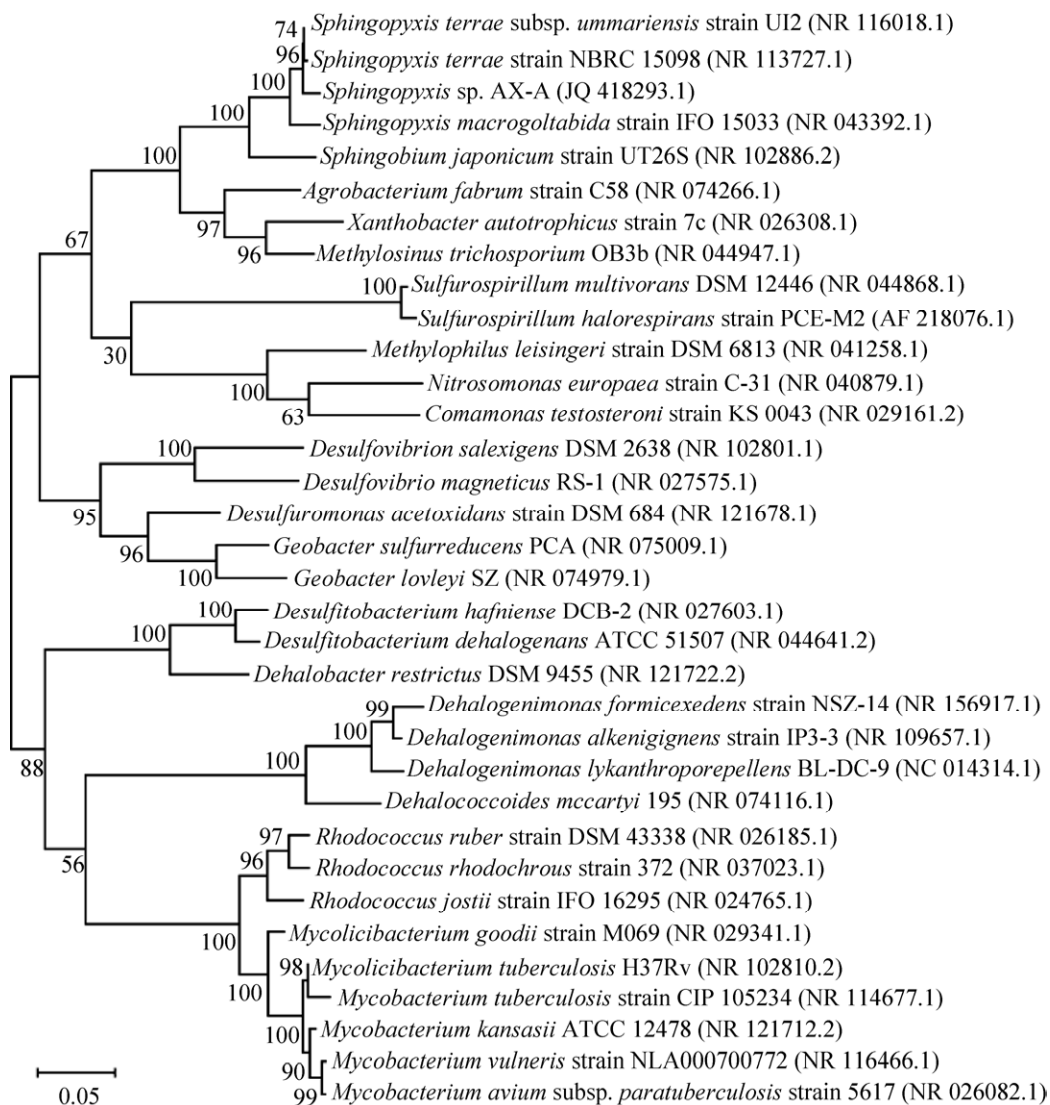 74
Sphingopyxis terrae subsp. ummariensis strain UI2 (NR 116018.1)
96
Sphingopyxis terrae strain NBRC 15098 (NR 113727.1)
100
Sphingopyxis sp. AX-A (JQ 418293.1)
100
Sphingopyxis macrogoltabida strain IFO 15033 (NR 043392.1)
100
Sphingobium japonicum strain UT26S (NR 102886.2)
Agrobacterium fabrum strain C58 (NR 074266.1)
97
Xanthobacter autotrophicus strain 7c (NR 026308.1)
67
96
Methylosinus trichosporium OB3b (NR 044947.1)
100
Sulfurospirillum multivorans DSM 12446 (NR 044868.1)
Sulfurospirillum halorespirans strain PCE-M2 (AF 218076.1)
30
Methylophilus leisingeri strain DSM 6813 (NR 041258.1)
100
Nitrosomonas europaea strain C-31 (NR 040879.1)
63
Comamonas testosteroni strain KS 0043 (NR 029161.2)
100
Desulfovibrion salexigens DSM 2638 (NR 102801.1)
Desulfovibrio magneticus RS-1 (NR 027575.1)
95
Desulfuromonas acetoxidans strain DSM 684 (NR 121678.1)
96
Geobacter sulfurreducens PCA (NR 075009.1)
100
Geobacter lovleyi SZ (NR 074979.1)
100
Desulfitobacterium hafniense DCB-2 (NR 027603.1)
100
Desulfitobacterium dehalogenans ATCC 51507 (NR 044641.2)
Dehalobacter restrictus DSM 9455 (NR 121722.2)
99
Dehalogenimonas formicexedens strain NSZ-14 (NR 156917.1)
100
Dehalogenimonas alkenigignens strain IP3-3 (NR 109657.1)
100
Dehalogenimonas lykanthroporepellens BL-DC-9 (NC 014314.1)
88
Dehalococcoides mccartyi 195 (NR 074116.1)
97
Rhodococcus ruber strain DSM 43338 (NR 026185.1)
56
96
Rhodococcus rhodochrous strain 372 (NR 037023.1)
Rhodococcus jostii strain IFO 16295 (NR 024765.1)
100
Mycolicibacterium goodii strain M069 (NR 029341.1)
98
Mycolicibacterium tuberculosis H37Rv (NR 102810.2)
100
Mycobacterium tuberculosis strain CIP 105234 (NR 114677.1)
100
Mycobacterium kansasii ATCC 12478 (NR 121712.2)
90
Mycobacterium vulneris strain NLA000700772 (NR 116466.1)
99
Mycobacterium avium subsp. paratuberculosis strain 5617 (NR 026082.1)
0.05